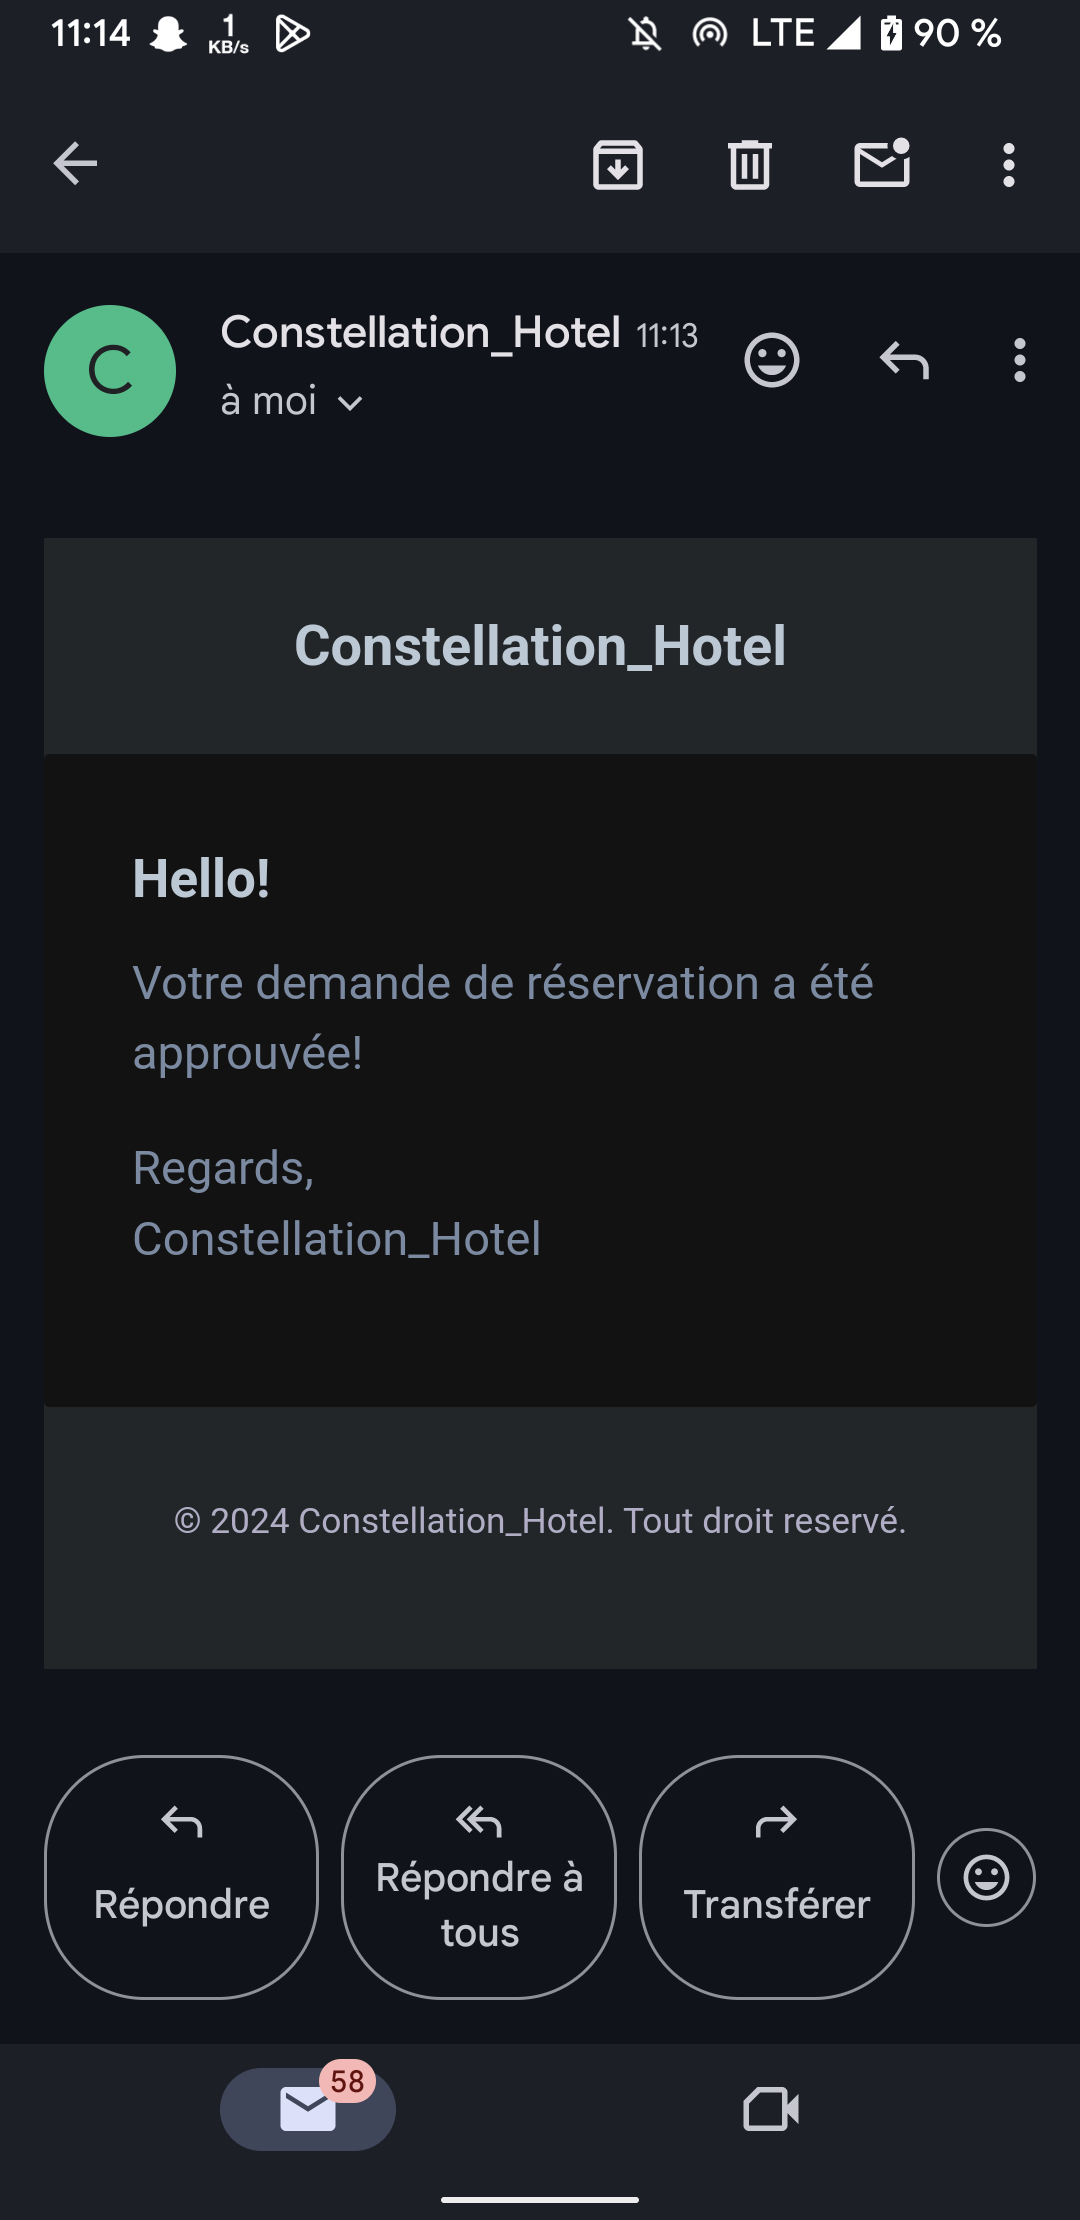 11:14 1 KB/s LTE 90 %
C
Constellation_Hotel 11:13
à moi
Constellation_Hotel
Hello!
Votre demande de réservation a été
approuvée!
Regards,
Constellation_Hotel
© 2024 Constellation_Hotel. Tout droit reservé.
Répondre
Répondre à
tous
Transférer
58